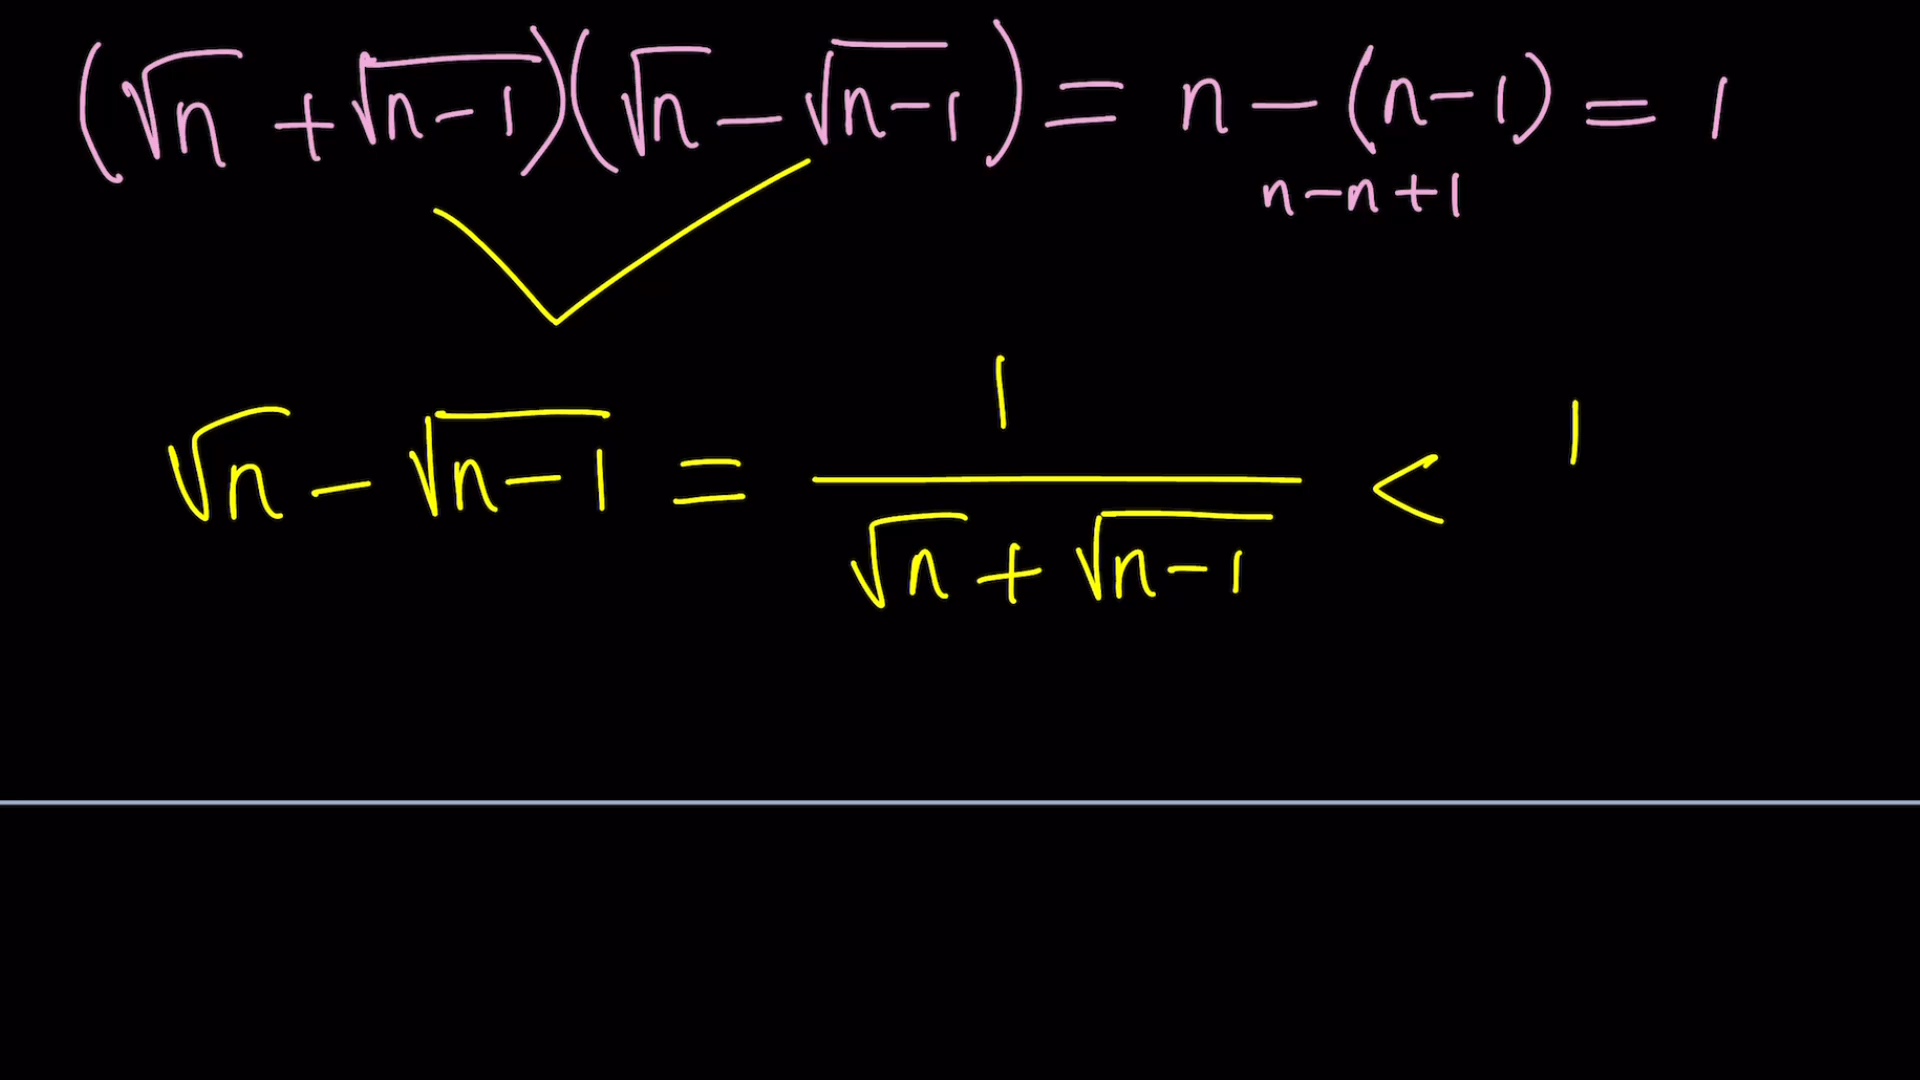 (√n + √(n-1))(√n - √(n-1)) = n - (n-1) = 1
n-n+1
√n - √(n-1) = 1/(√n + √(n-1)) < 1